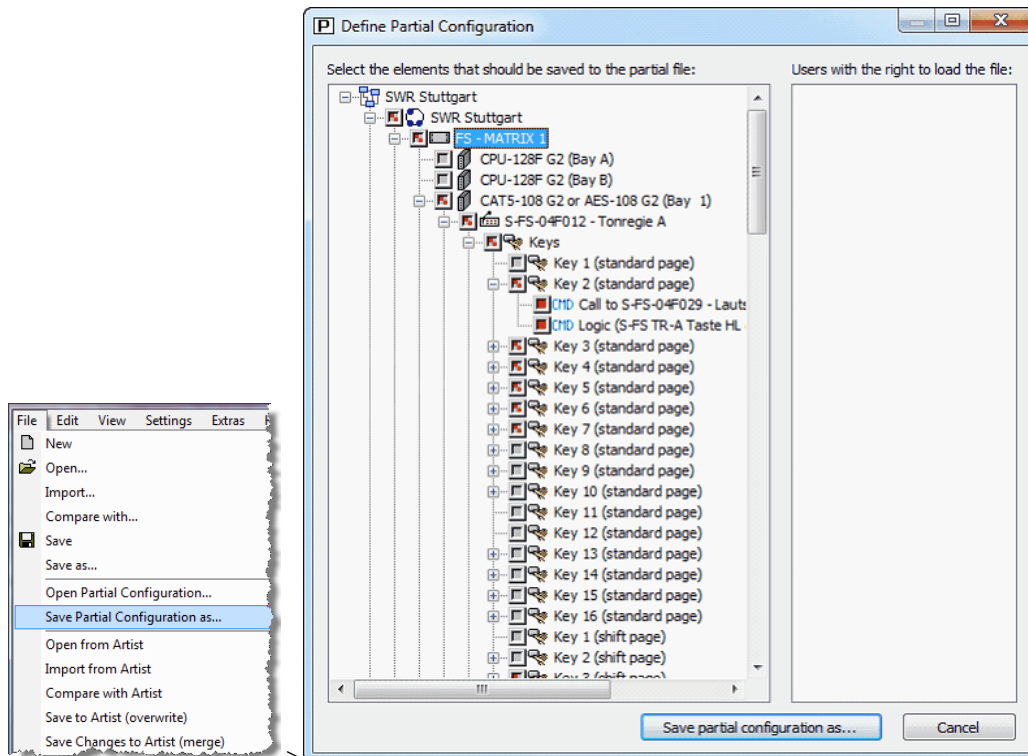 Define Partial Configuration
Select the elements that should be saved to the partial file:
Users with the right to load the file:
SWR Stuttgart
SWR Stuttgart
FS - MATRIX 1
CPU-128F G2 (Bay A)
CPU-128F G2 (Bay B)
CAT5-108 G2 or AES-108 G2 (Bay 1)
S-FS-04F012 - Tonregie A
Keys
Key 1 (standard page)
Key 2 (standard page)
CMD Call to S-FS-04F029 - Lauts
CMD Logic (S-FS TR-A Taste HL
Key 3 (standard page)
Key 4 (standard page)
Key 5 (standard page)
Key 6 (standard page)
Key 7 (standard page)
Key 8 (standard page)
Key 9 (standard page)
Key 10 (standard page)
Key 11 (standard page)
Key 12 (standard page)
Key 13 (standard page)
Key 14 (standard page)
Key 15 (standard page)
Key 16 (standard page)
Key 1 (shift page)
Key 2 (shift page)
Key 3 (shift page)
Save partial configuration as...
Cancel
File Edit View Settings Extras
New
Open...
Import...
Compare with...
Save
Save as...
Open Partial Configuration...
Save Partial Configuration as...
Open from Artist
Import from Artist
Compare with Artist
Save to Artist (overwrite)
Save Changes to Artist (merge)